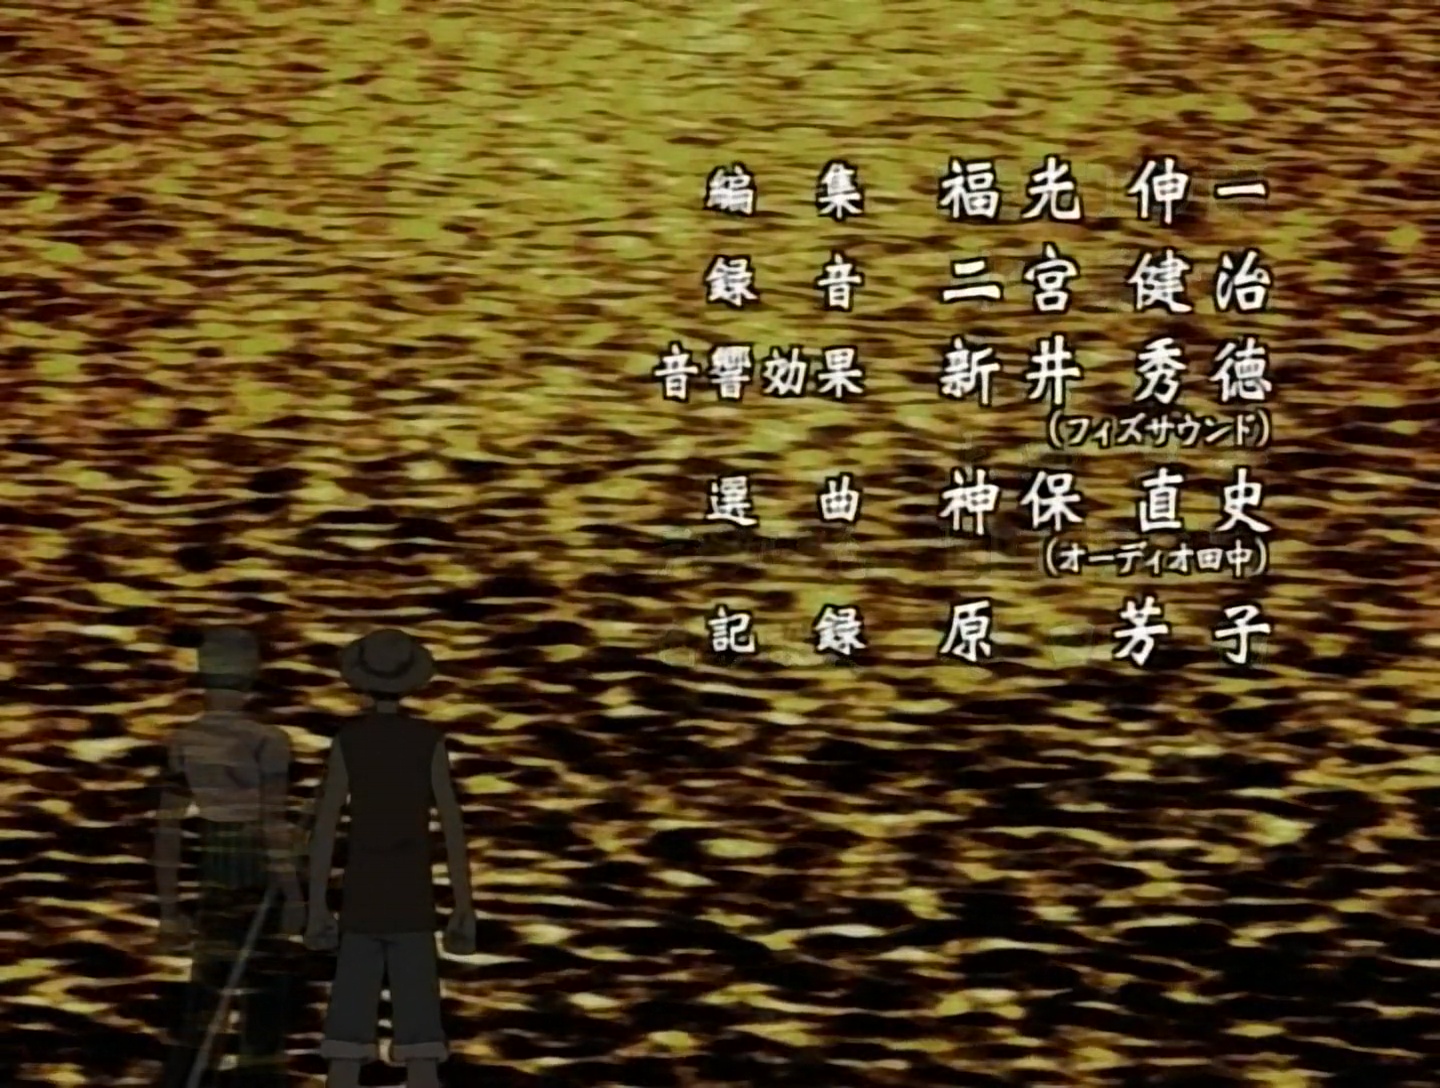 編集 福光 伸一
録音 二宮 健治
音響効果 新井 秀徳
(フィズサウンド)
選曲 神保 直史
(オーディオ田中)
記録 原 芳子